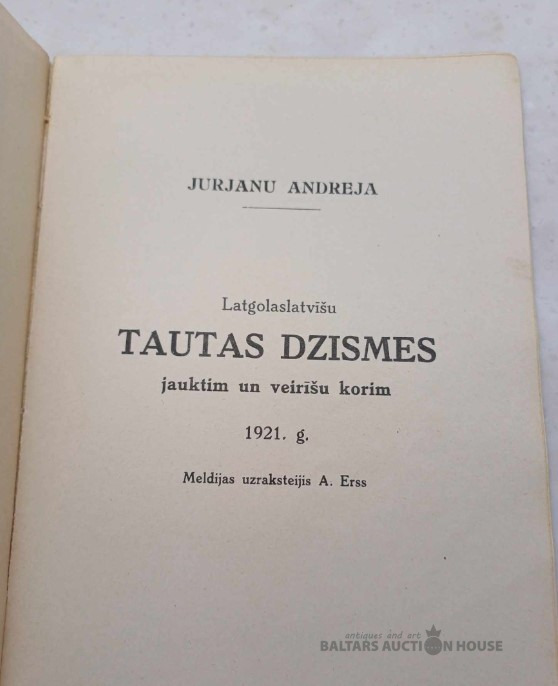 JURJANU ANDREJA
Latgolaslatvīšu
TAUTAS DZISMES
jauktim un veirīšu korim
1921. g.
Meldijas uzraksteijis A. Erss
antiques and art
BALTARS AUCTION HOUSE